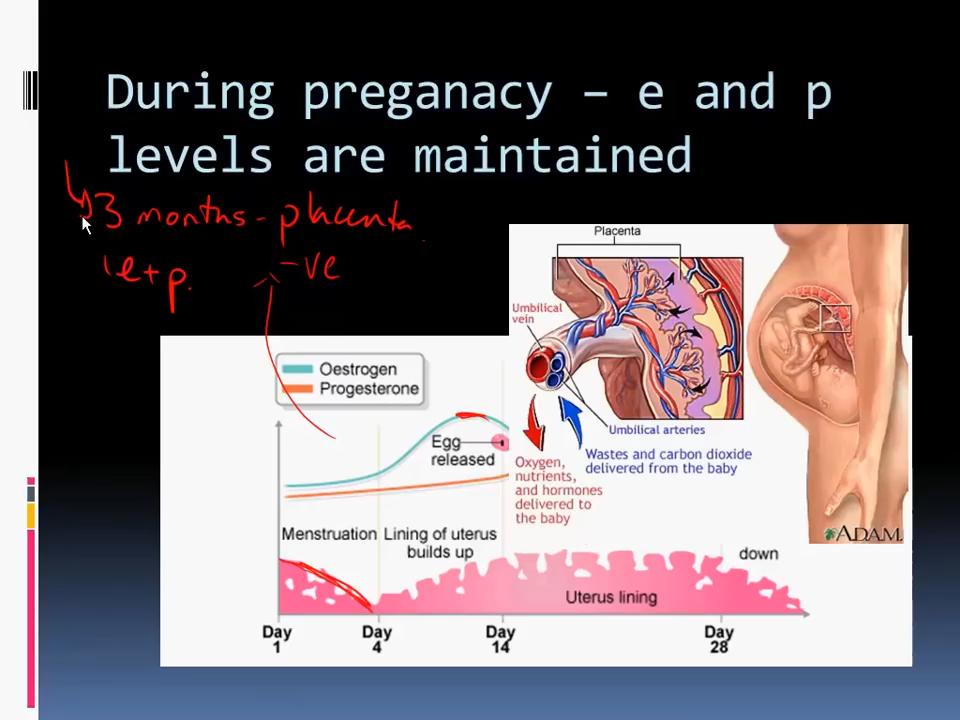 During preganacy – e and p
levels are maintained
3 months - placenta
e + p.
-ve
Placenta
Umbilical
vein
Umbilical arteries
Oxygen,
nutrients,
and hormones
delivered to
the baby
Wastes and carbon dioxide
delivered from the baby
ADAM.
Oestrogen
Progesterone
Egg
released
Menstruation
Lining of uterus
builds up
down
Uterus lining
Day
1
Day
4
Day
14
Day
28